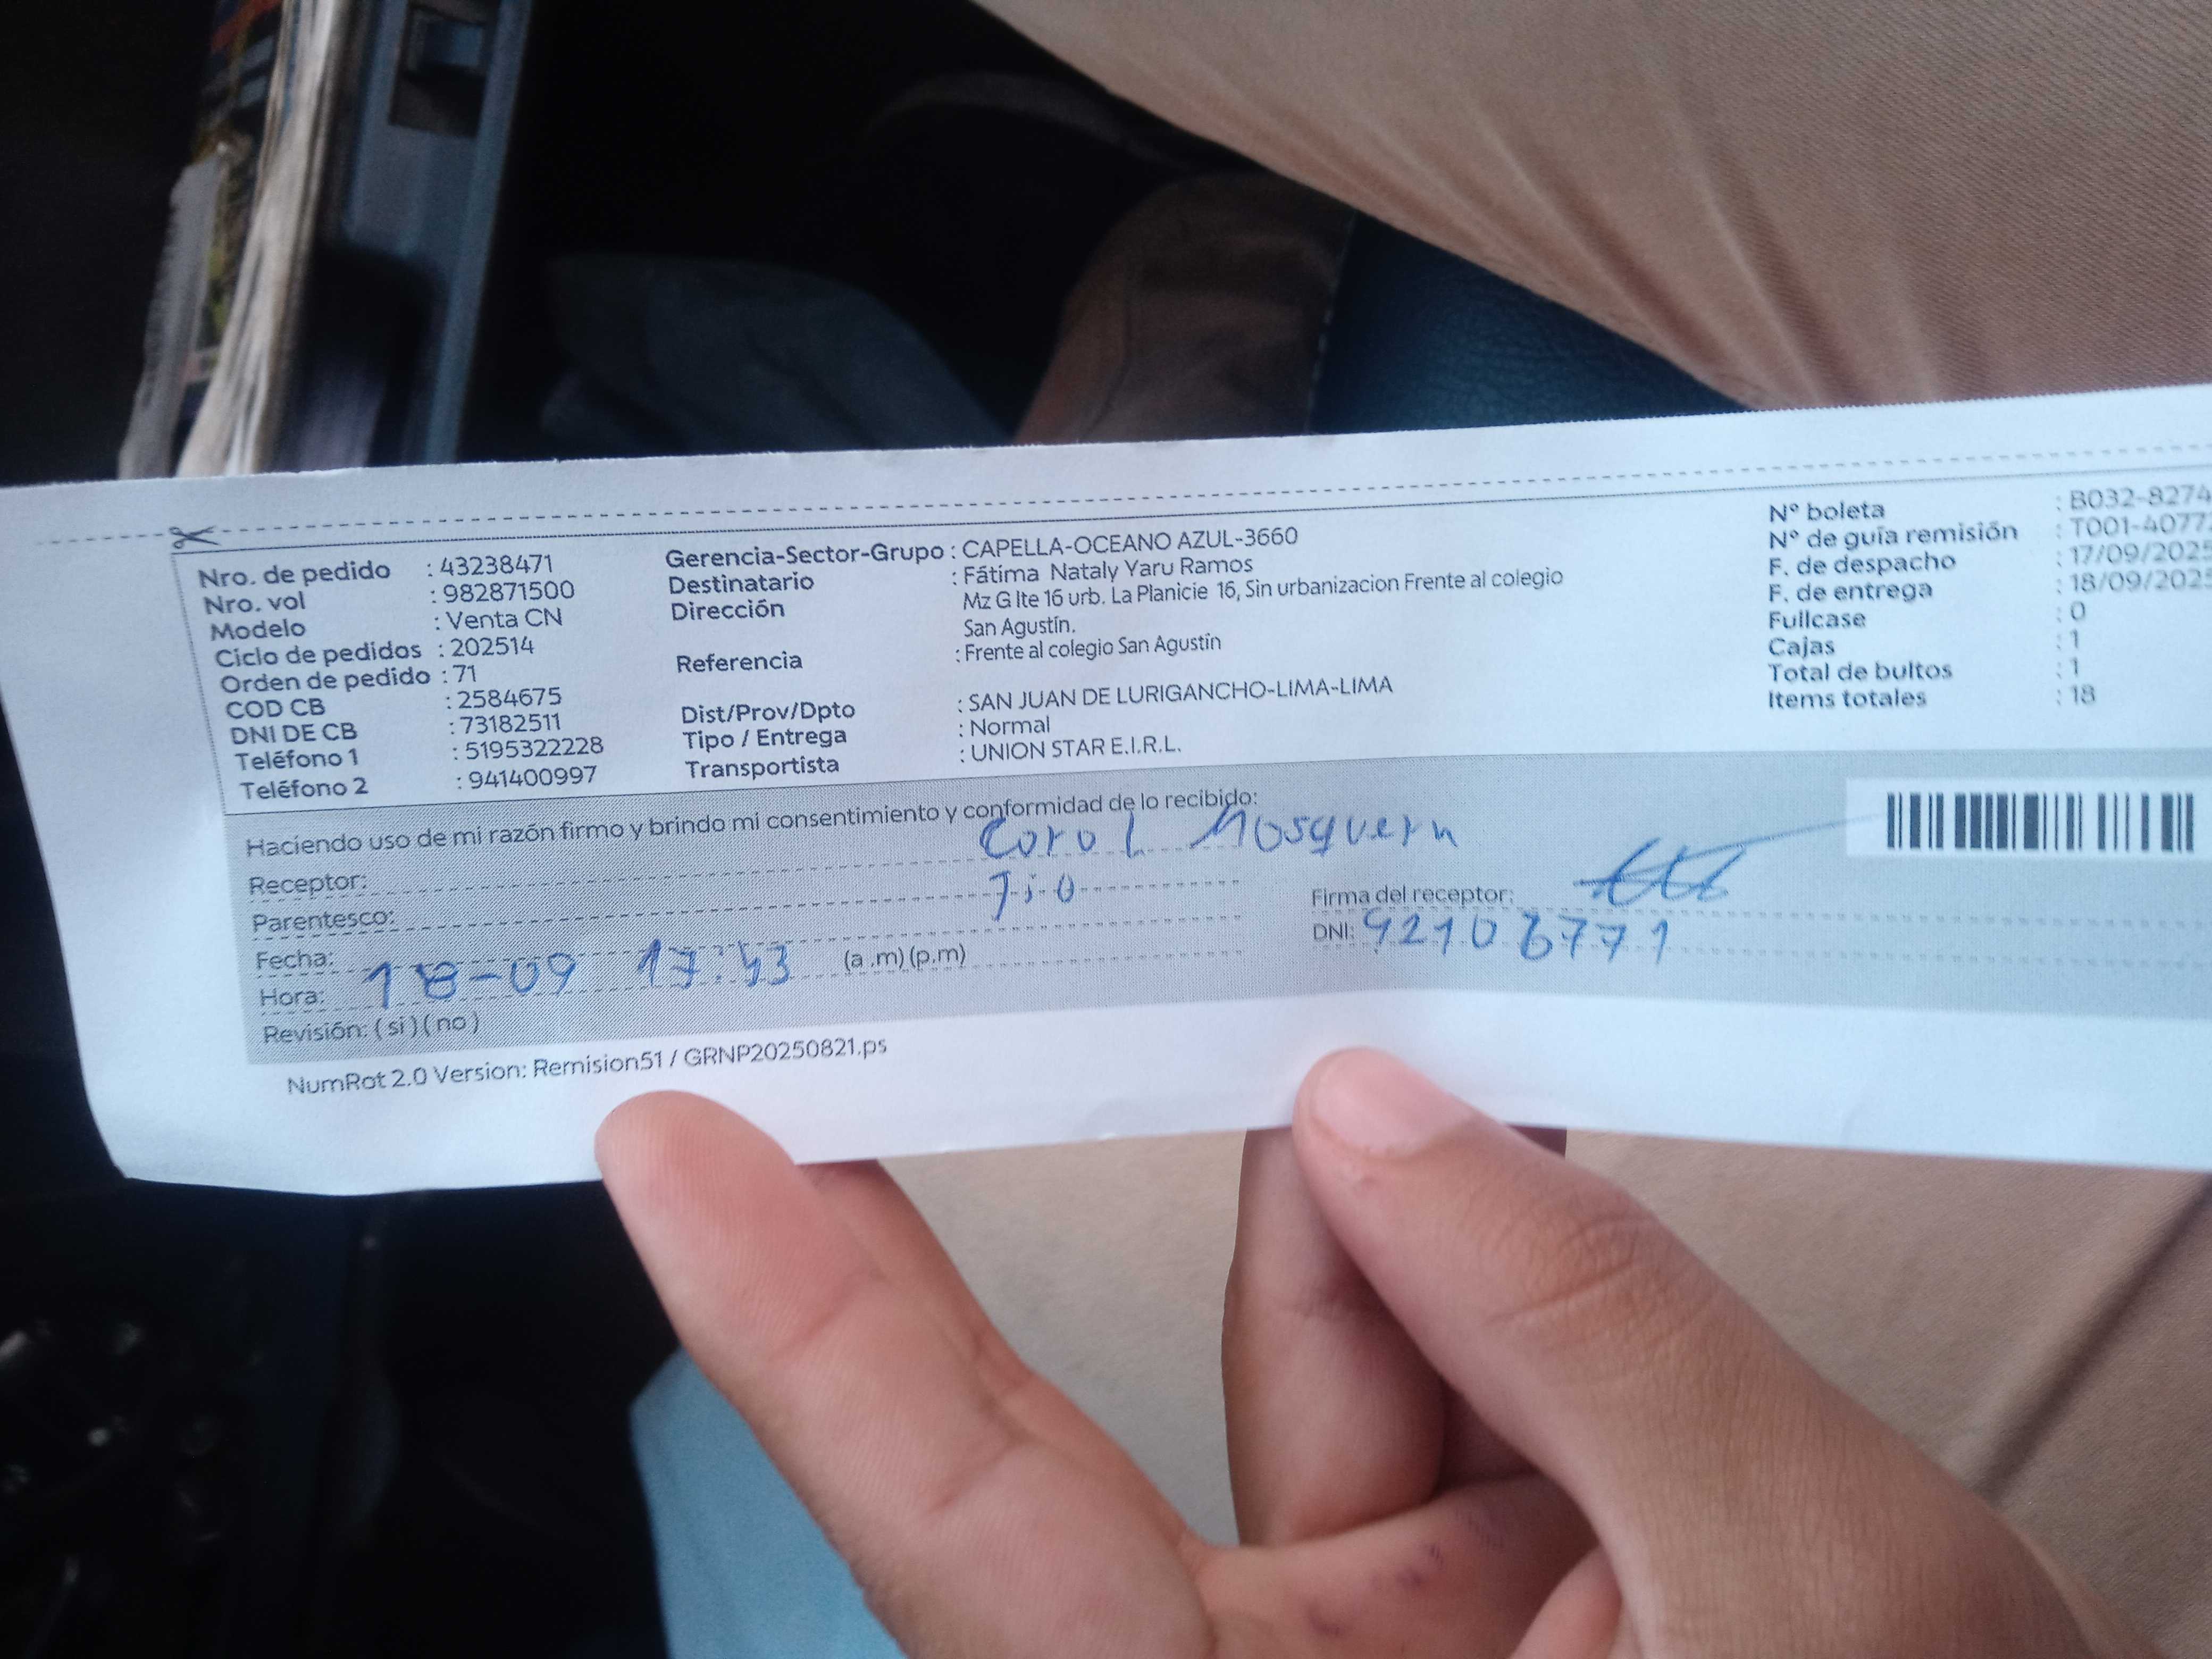 Nro. de pedido : 43238471
Nro. vol : 982871500
Modelo : Venta CN
Ciclo de pedidos : 202514
Orden de pedido : 71
COD CB : 2584675
DNI DE CB : 73182511
Teléfono 1 : 5195322228
Teléfono 2 : 941400997
Gerencia-Sector-Grupo : CAPELLA-OCEANO AZUL-3660
Destinatario : Fátima Nataly Yaru Ramos
Dirección Mz G lte 16 urb. La Planicie 16, Sin urbanizacion Frente al colegio
San Agustín.
Referencia : Frente al colegio San Agustín
Dist/Prov/Dpto : SAN JUAN DE LURIGANCHO-LIMA-LIMA
Tipo / Entrega : Normal
Transportista : UNION STAR E.I.R.L.
N° boleta : B032-8274
N° de guía remisión : T001-4077
F. de despacho : 17/09/2025
F. de entrega : 18/09/2025
Fullcase : 0
Cajas : 1
Total de bultos : 1
Items totales : 18
Haciendo uso de mi razón firmo y brindo mi consentimiento y conformidad de lo recibido:
Receptor: Mosquera
Parentesco: Tio
Fecha:
Hora: 18-09 17:43 (a.m) (p.m)
Revisión: ( si ) ( no )
Firma del receptor:
DNI:
NumRot 2.0 Version: Remision51 / GRNP20250821.ps